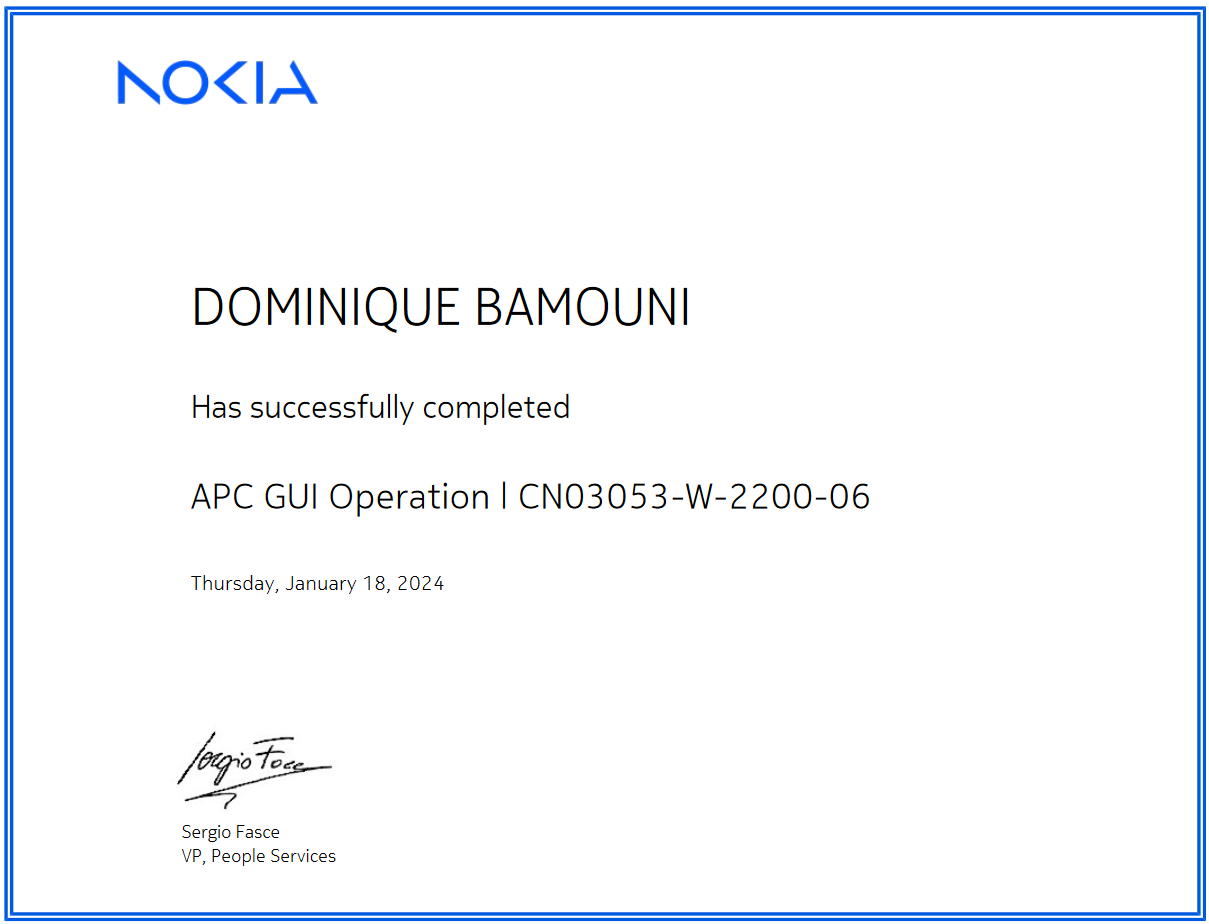 NOKIA
DOMINIQUE BAMOUNI
Has successfully completed
APC GUI Operation | CN03053-W-2200-06
Thursday, January 18, 2024
Sergio Fasce
Sergio Fasce
VP, People Services